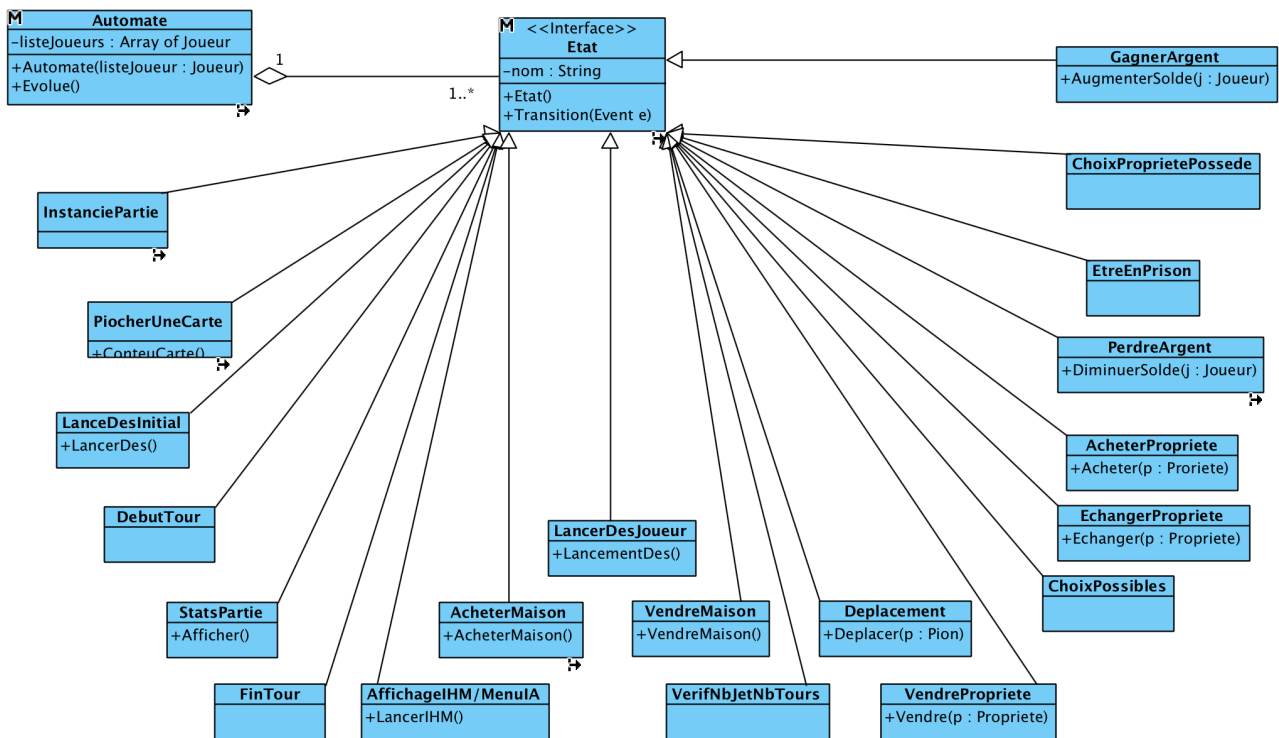 M
Automate
-listeJoueurs : Array of Joueur
+Automate(listeJoueur : Joueur)
+Evolue()
1
1..*
M
<<Interface>>
Etat
-nom : String
+Etat()
+Transition(Event e)
GagnerArgent
+AugmenterSolde(j : Joueur)
ChoixProprietePossede
InstanciePartie
EtreEnPrison
PiocherUneCarte
+ConteuCarte()
PerdreArgent
+DiminuerSolde(j : Joueur)
LanceDesInitial
+LancerDes()
AcheterPropriete
+Acheter(p : Proriete)
DebutTour
LancerDesJoueur
+LancementDes()
EchangerPropriete
+Echanger(p : Propriete)
ChoixPossibles
StatsPartie
+Afficher()
AcheterMaison
+AcheterMaison()
VendreMaison
+VendreMaison()
Deplacement
+Deplacer(p : Pion)
FinTour
AffichageIHM/MenuIA
+LancerIHM()
VerifNbJetNbTours
VendrePropriete
+Vendre(p : Propriete)